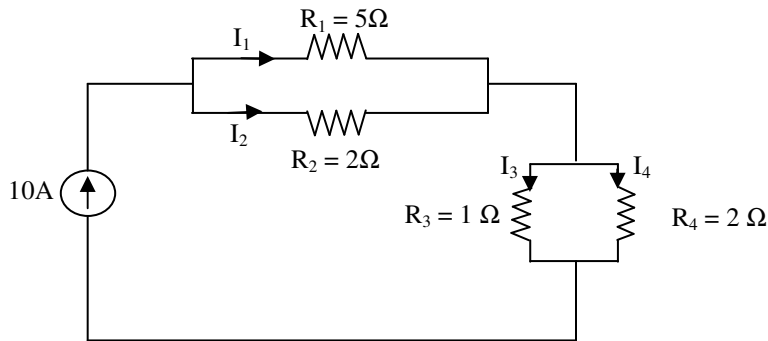 R₁ = 5Ω
I₁
I₂
R₂ = 2Ω
I₃
I₄
10A
R₃ = 1 Ω
R₄ = 2 Ω